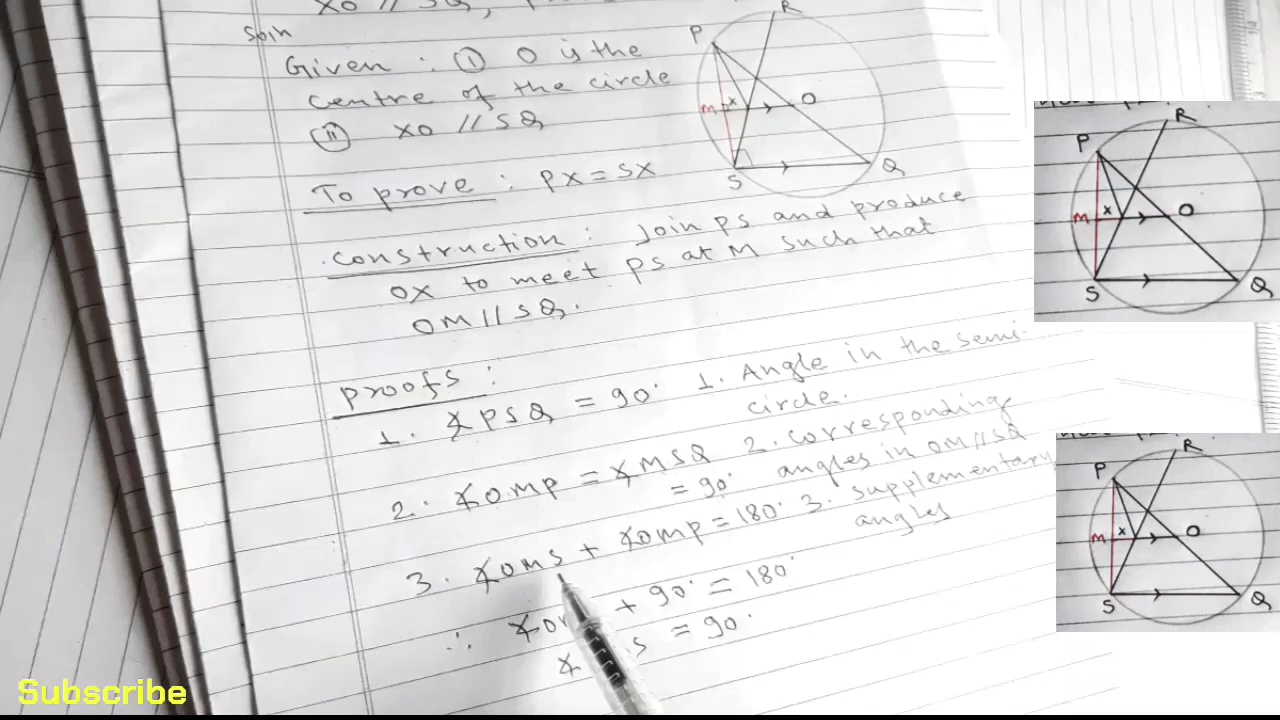 XO // SQ,
Soln
Given : (i) O is the
centre of the circle
(ii) XO // SQ
To prove : PX = SX
Construction : Join PS and produce
OX to meet PS at M such that
OM // SQ.
Proofs :
1. ∡PSQ = 90° 1. Angle in the semi-
circle.
2. ∡OMP = ∡MSQ 2. Corresponding
= 90° angles in OM//SQ
3. ∡OMS + ∡OMP = 180° 3. Supplementary
angles
∴ + 90° = 180°
= 90°
P
R
M
X
O
S
Q
P
R
M
X
O
S
Q
P
R
M
X
O
S
Q
Subscribe